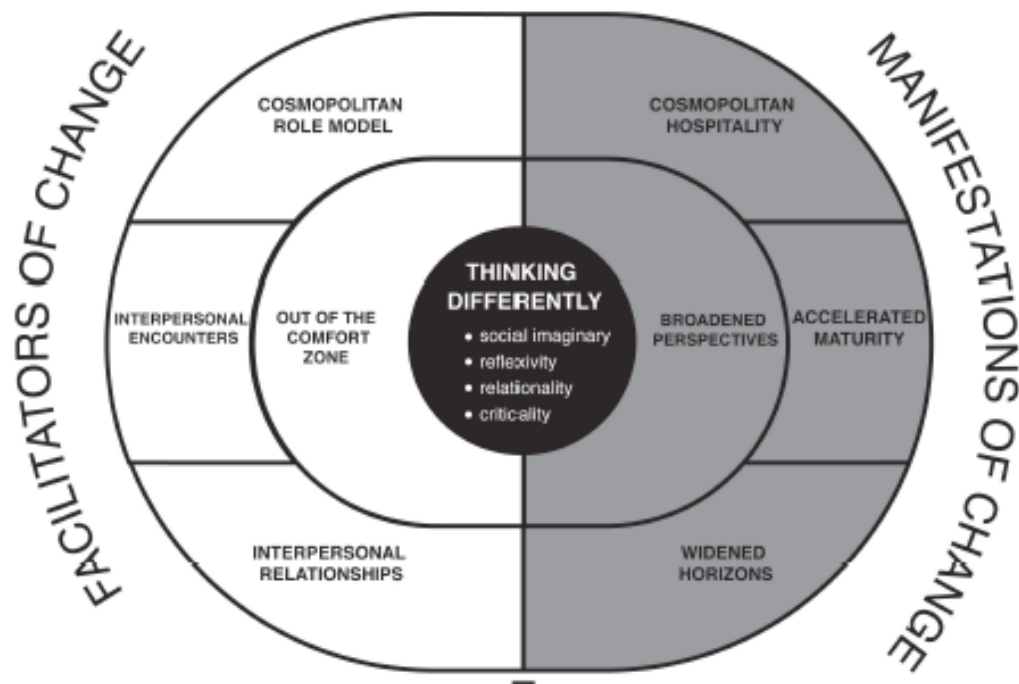 FACILITATORS OF CHANGE
COSMOPOLITAN
ROLE MODEL
INTERPERSONAL
ENCOUNTERS
OUT OF THE
COMFORT
ZONE
INTERPERSONAL
RELATIONSHIPS
THINKING
DIFFERENTLY
• social imaginary
• reflexivity
• relationality
• criticality
COSMOPOLITAN
HOSPITALITY
BROADENED
PERSPECTIVES
ACCELERATED
MATURITY
WIDENED
HORIZONS
MANIFESTATIONS OF CHANGE